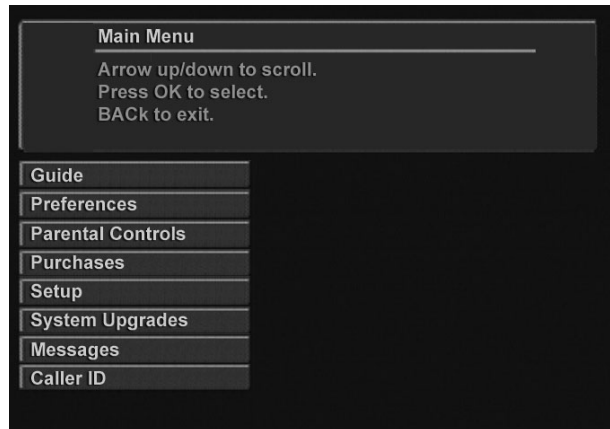 Main Menu
Arrow up/down to scroll.
Press OK to select.
BACk to exit.
Guide
Preferences
Parental Controls
Purchases
Setup
System Upgrades
Messages
Caller ID